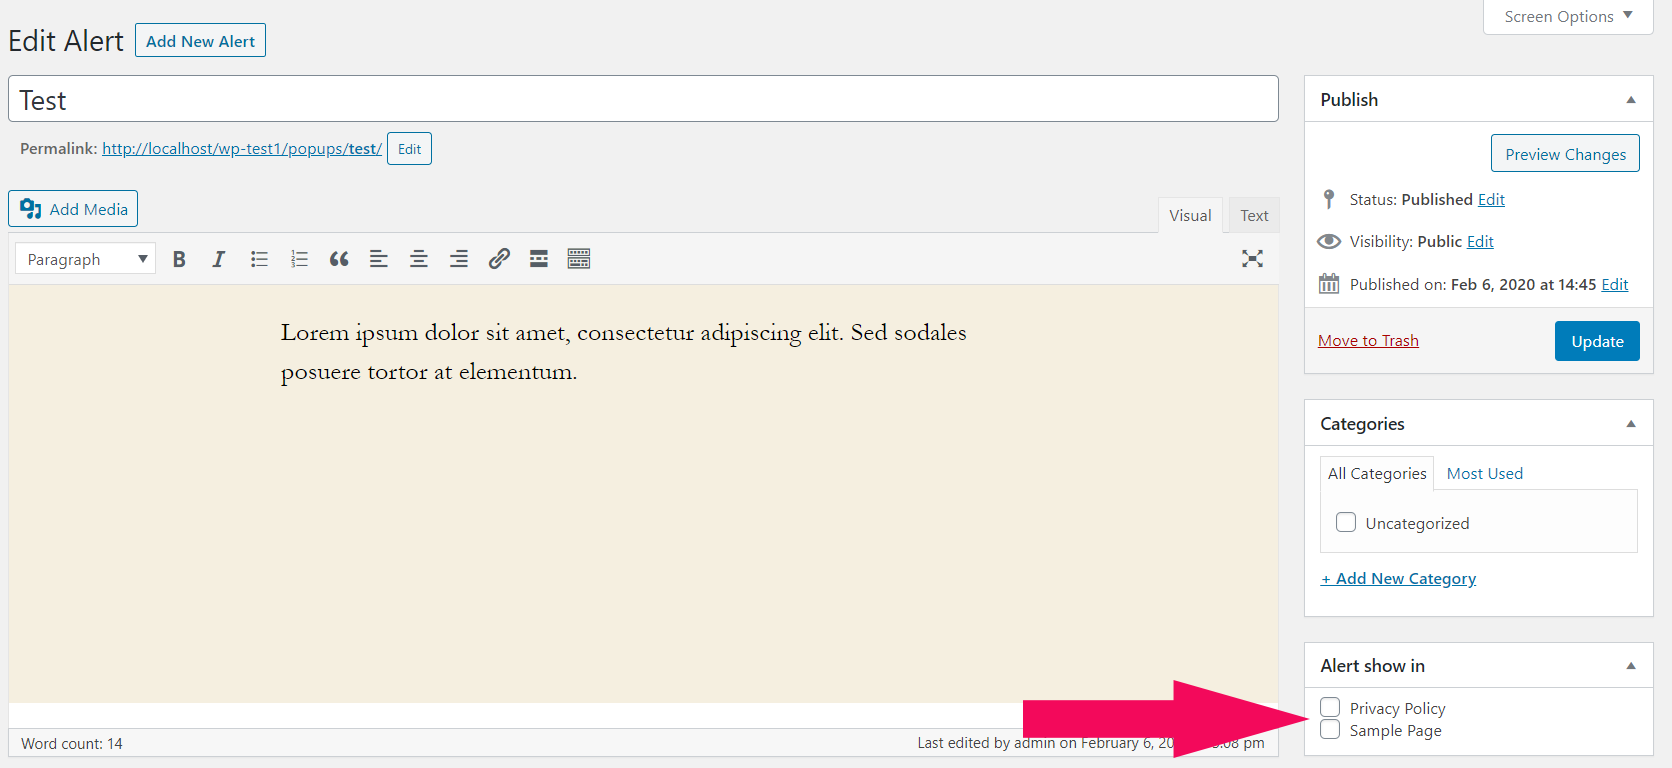 Screen Options
Edit Alert Add New Alert
Test
Permalink: http://localhost/wp-test1/popups/test/ Edit
Add Media
Visual Text
Paragraph
Lorem ipsum dolor sit amet, consectetur adipiscing elit. Sed sodales
posuere tortor at elementum.
Word count: 14
Last edited by admin on February 6, 20 :08 pm
Publish
Preview Changes
Status: Published Edit
Visibility: Public Edit
Published on: Feb 6, 2020 at 14:45 Edit
Move to Trash
Update
Categories
All Categories Most Used
Uncategorized
+ Add New Category
Alert show in
Privacy Policy
Sample Page